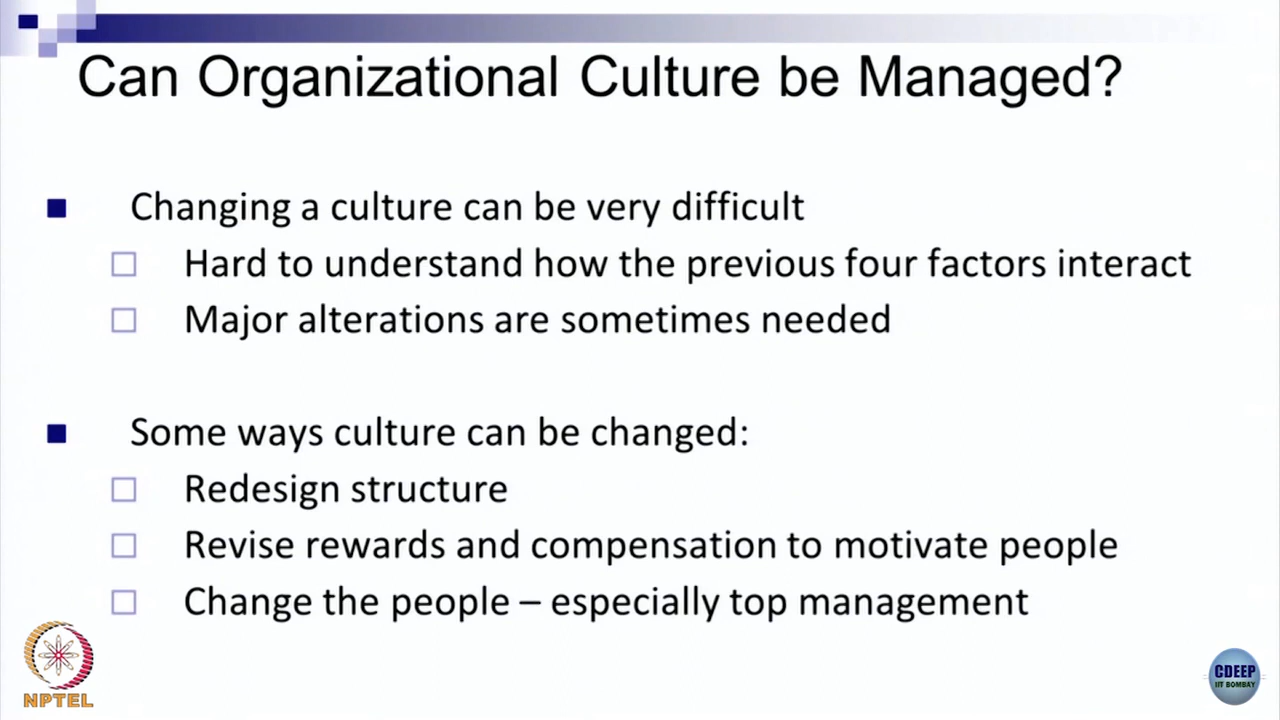 Can Organizational Culture be Managed?
Changing a culture can be very difficult
Hard to understand how the previous four factors interact
Major alterations are sometimes needed
Some ways culture can be changed:
Redesign structure
Revise rewards and compensation to motivate people
Change the people – especially top management
NPTEL
CDEEP
IIT BOMBAY